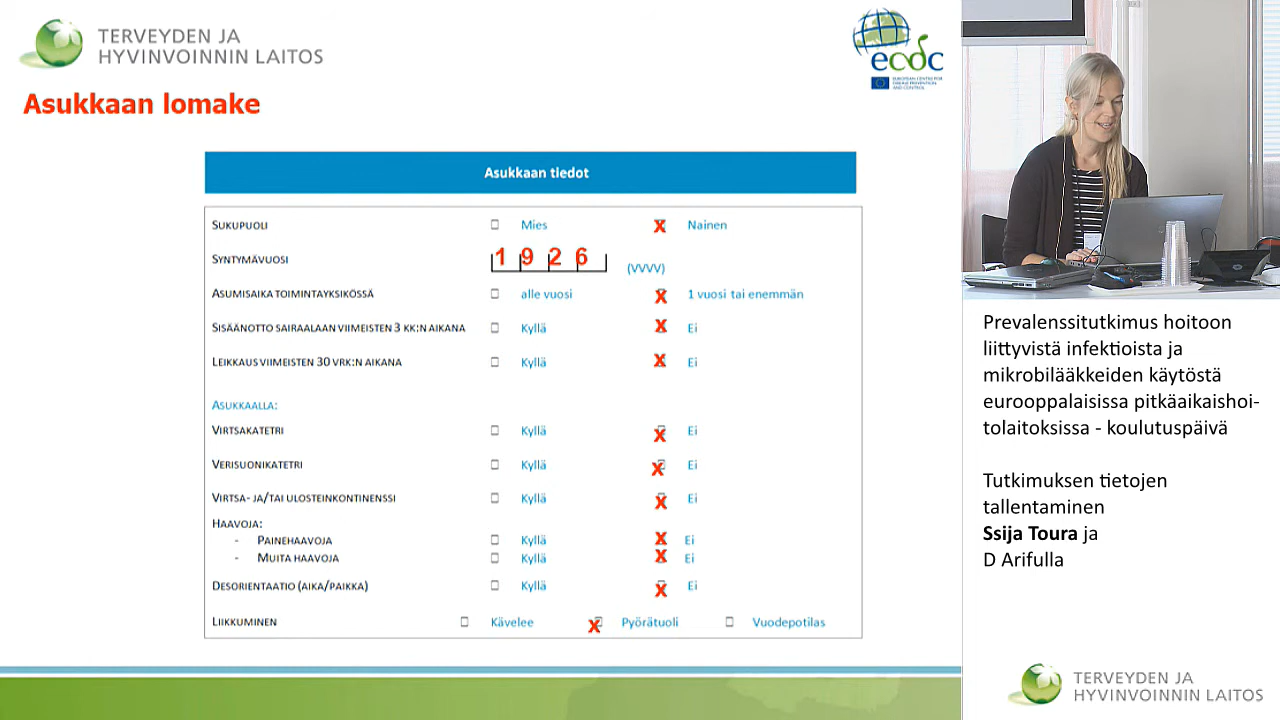 TERVEYDEN JA
HYVINVOINNIN LAITOS
ecdc
EUROPEAN CENTRE FOR
DISEASE PREVENTION
AND CONTROL
Asukkaan lomake
Asukkaan tiedot
SUKUPUOLI Mies X Nainen
SYNTYMÄVUOSI 1 9 2 6 (VVVV)
ASUMISAIKA TOIMINTAYKSIKÖSSÄ alle vuosi X 1 vuosi tai enemmän
SISÄÄNOTTO SAIRAALAAN VIIMEISTEN 3 KK:N AIKANA Kyllä X Ei
LEIKKAUS VIIMEISTEN 30 VRK:N AIKANA Kyllä X Ei
ASUKKAALLA:
VIRTSAKATETRI Kyllä X Ei
VERISUONIKATETRI Kyllä X Ei
VIRTSA- JA/TAI ULOSTEINKONTINENSSI Kyllä X Ei
HAAVOJA:
- PAINEHAAVOJA Kyllä X Ei
- MUITA HAAVOJA Kyllä X Ei
DESORIENTAATIO (AIKA/PAIKKA) Kyllä X Ei
LIIKKUMINEN Kävelee X Pyörätuoli Vuodepotilas
Prevalenssitutkimus hoitoon
liittyvistä infektioista ja
mikrobilääkkeiden käytöstä
eurooppalaisissa pitkäaikaishoi-
tolaitoksissa - koulutuspäivä
Tutkimuksen tietojen
tallentaminen
Ssija Toura ja
D Arifulla
TERVEYDEN JA
HYVINVOINNIN LAITOS